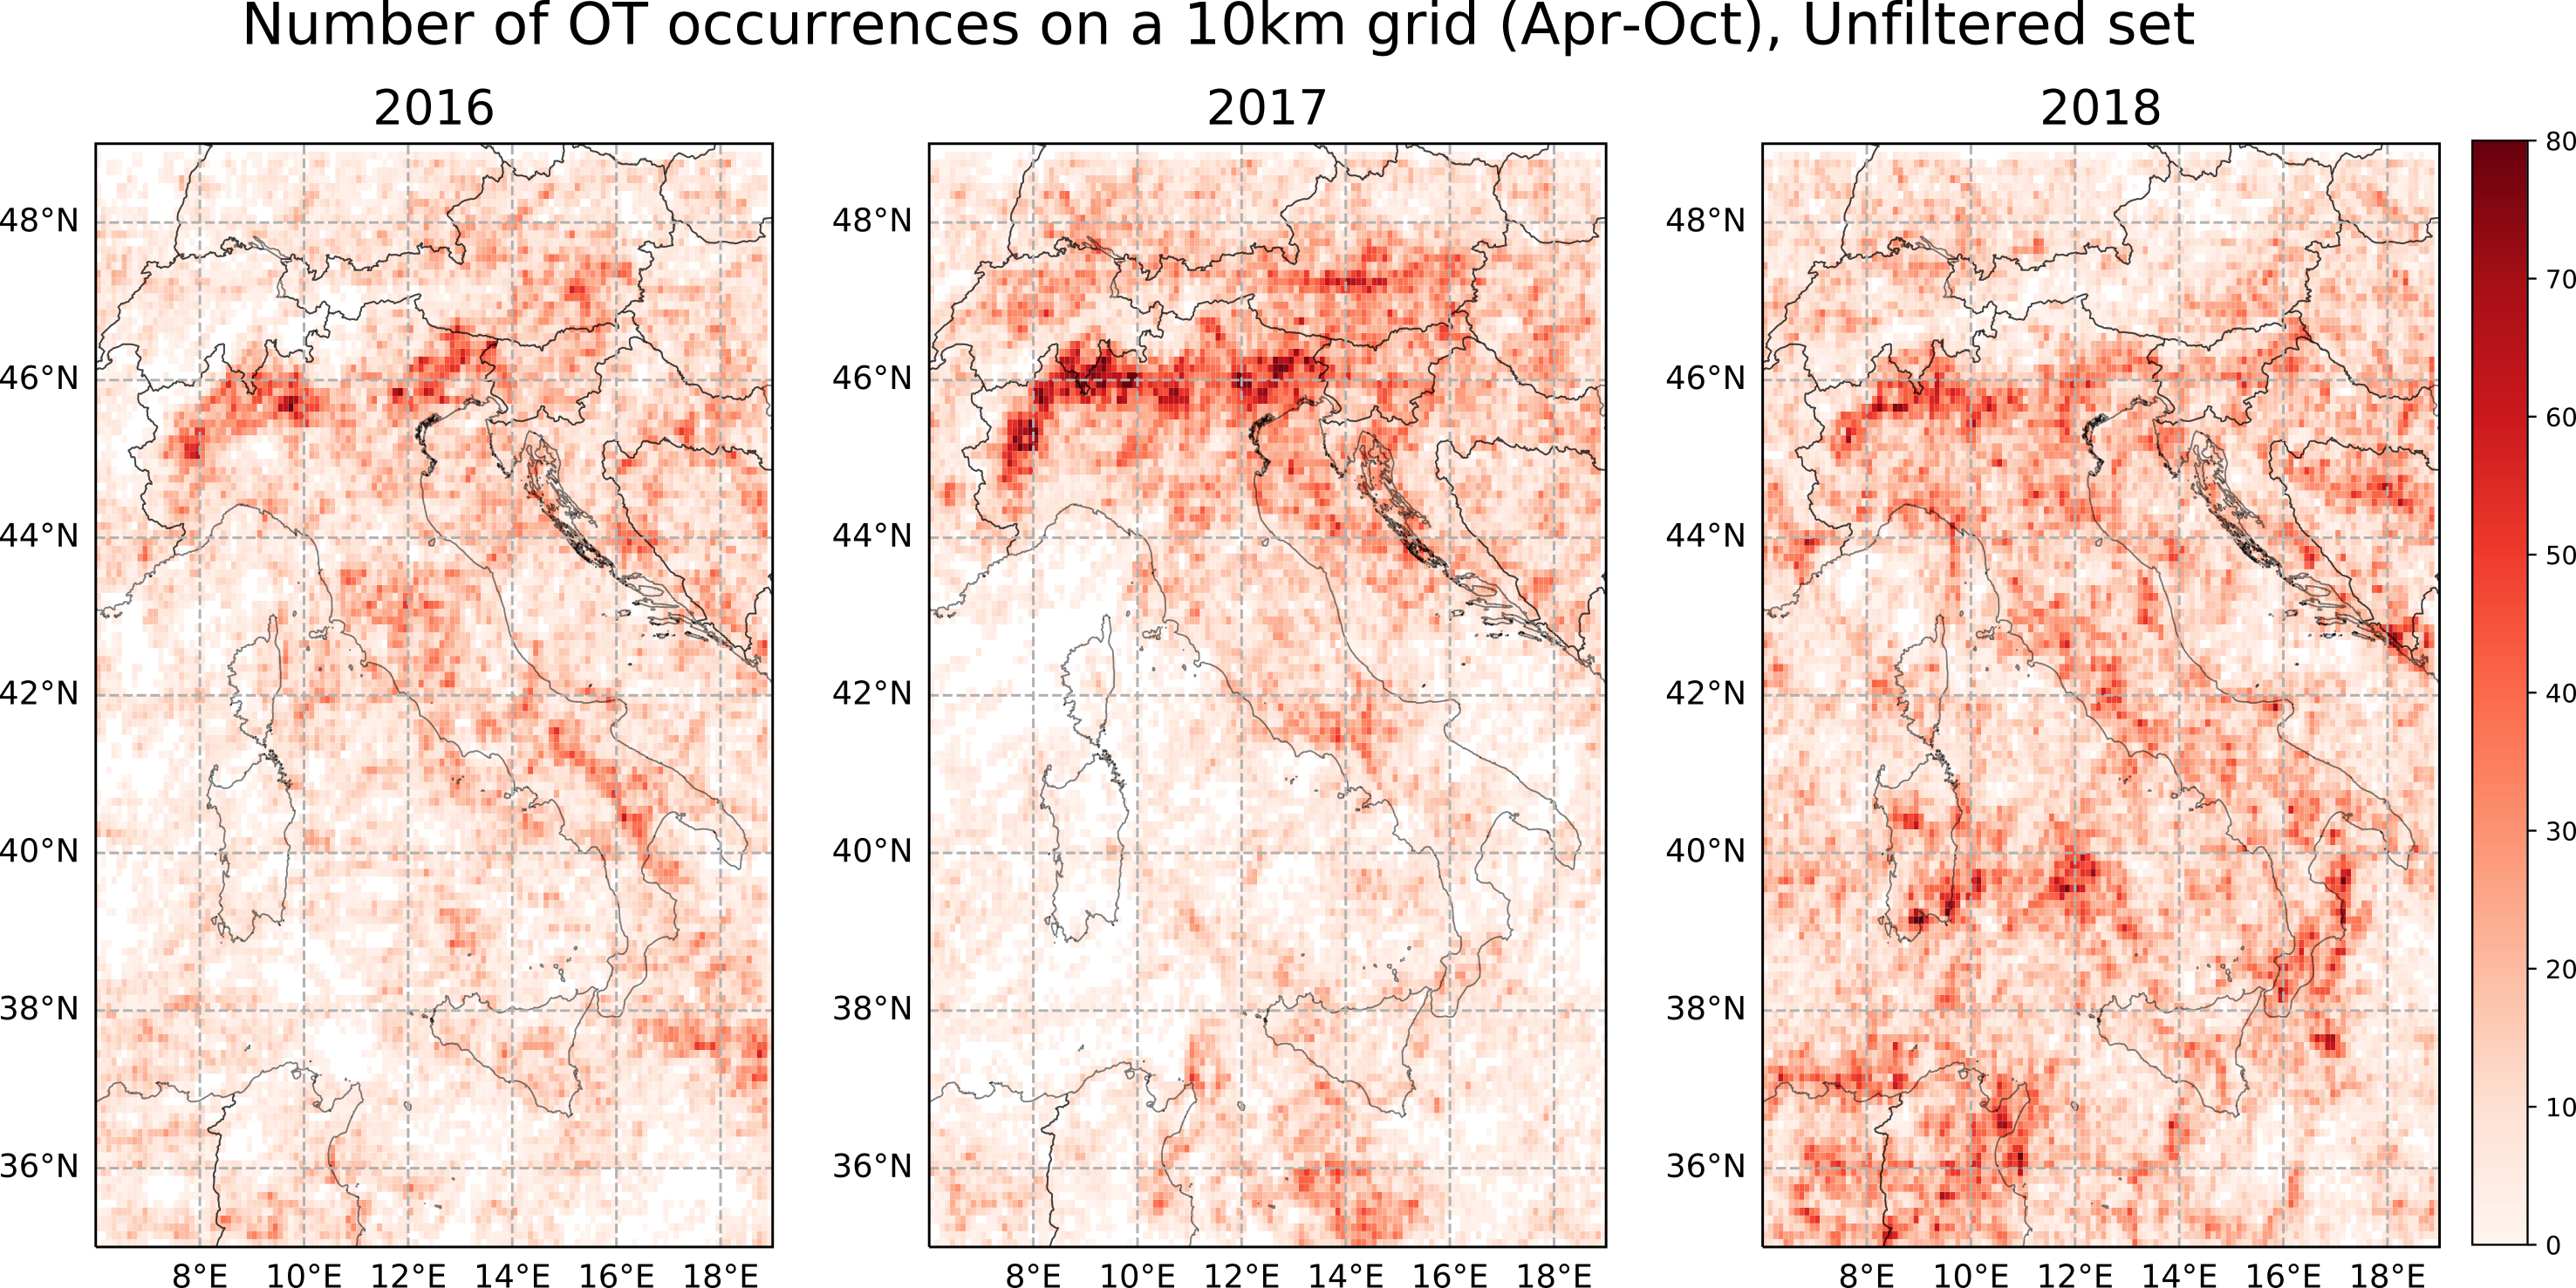 Number of OT occurrences on a 10km grid (Apr-Oct), Unfiltered set
2016 2017 2018
48°N 48°N 48°N 80
46°N 46°N 46°N 70
44°N 44°N 44°N 60
42°N 42°N 42°N 50
40°N 40°N 40°N 40
38°N 38°N 38°N 30
36°N 36°N 36°N 20
10
0
8°E 10°E 12°E 14°E 16°E 18°E 8°E 10°E 12°E 14°E 16°E 18°E 8°E 10°E 12°E 14°E 16°E 18°E